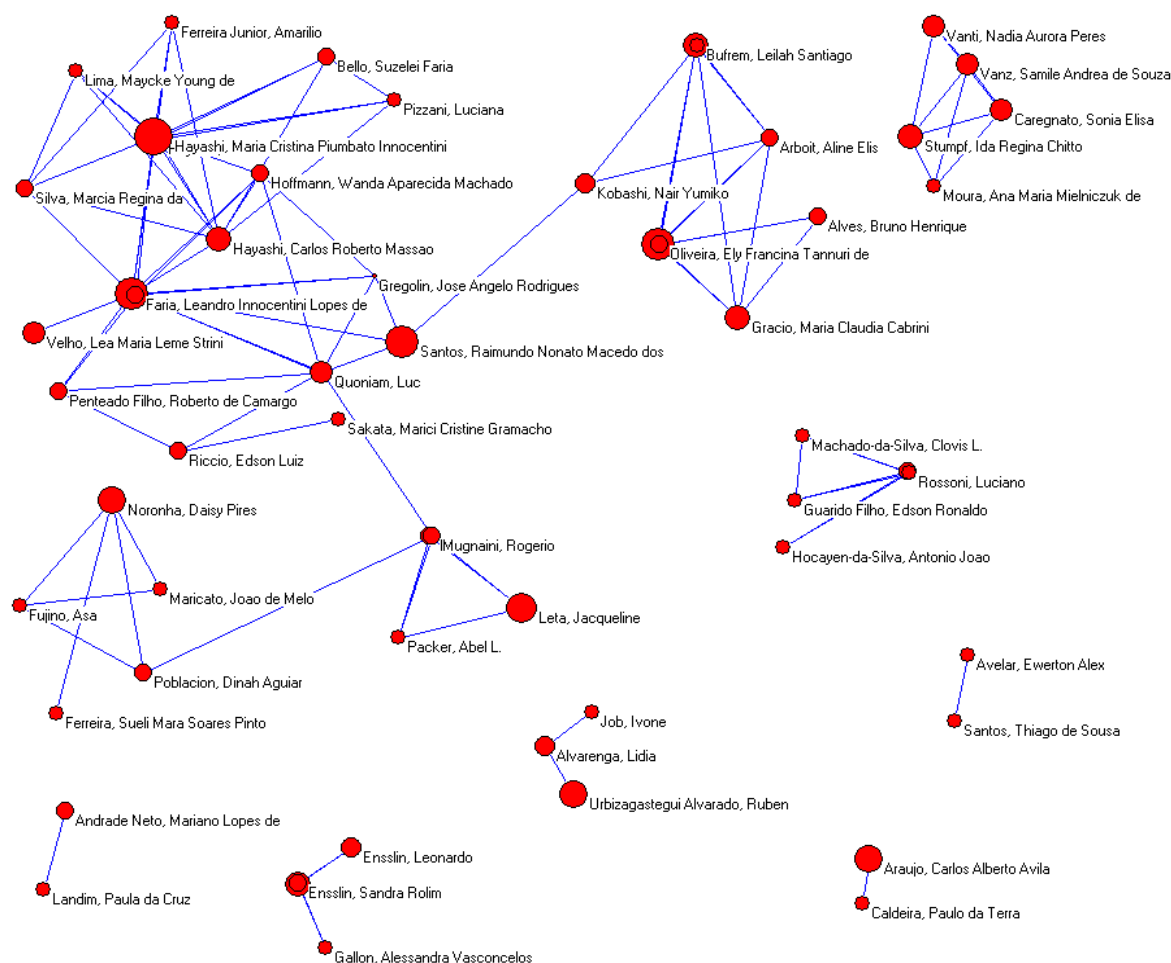 Ferreira Junior, Amarilio
Bufrem, Leilah Santiago
Vanti, Nadia Aurora Peres
Bello, Suzelei Faria
Lima, Maycke Young de
Vanz, Samile Andrea de Souza
Pizzani, Luciana
Caregnato, Sonia Elisa
Hayashi, Maria Cristina Piumbato Innocentini
Arboit, Aline Elis
Stumpf, Ida Regina Chitto
Hoffmann, Wanda Aparecida Machado
Silva, Marcia Regina da
Kobashi, Nair Yumiko
Moura, Ana Maria Mielniczuk de
Alves, Bruno Henrique
Hayashi, Carlos Roberto Massao
Oliveira, Ely Francina Tannuri de
Gregolin, Jose Angelo Rodrigues
Faria, Leandro Innocentini Lopes de
Gracio, Maria Claudia Cabrini
Velho, Lea Maria Leme Strini
Santos, Raimundo Nonato Macedo dos
Quoniam, Luc
Penteado Filho, Roberto de Camargo
Sakata, Marici Cristine Gramacho
Machado-da-Silva, Clovis L.
Riccio, Edson Luiz
Rossoni, Luciano
Noronha, Daisy Pires
Guarido Filho, Edson Ronaldo
Mugnaini, Rogerio
Hocayen-da-Silva, Antonio Joao
Maricato, Joao de Melo
Fujino, Asa
Leta, Jacqueline
Packer, Abel L.
Avelar, Ewerton Alex
Poblacion, Dinah Aguiar
Ferreira, Sueli Mara Soares Pinto
Job, Ivone
Santos, Thiago de Sousa
Alvarenga, Lidia
Urbizagastegui Alvarado, Ruben
Andrade Neto, Mariano Lopes de
Ensslin, Leonardo
Araujo, Carlos Alberto Avila
Landim, Paula da Cruz
Ensslin, Sandra Rolim
Caldeira, Paulo da Terra
Gallon, Alessandra Vasconcelos